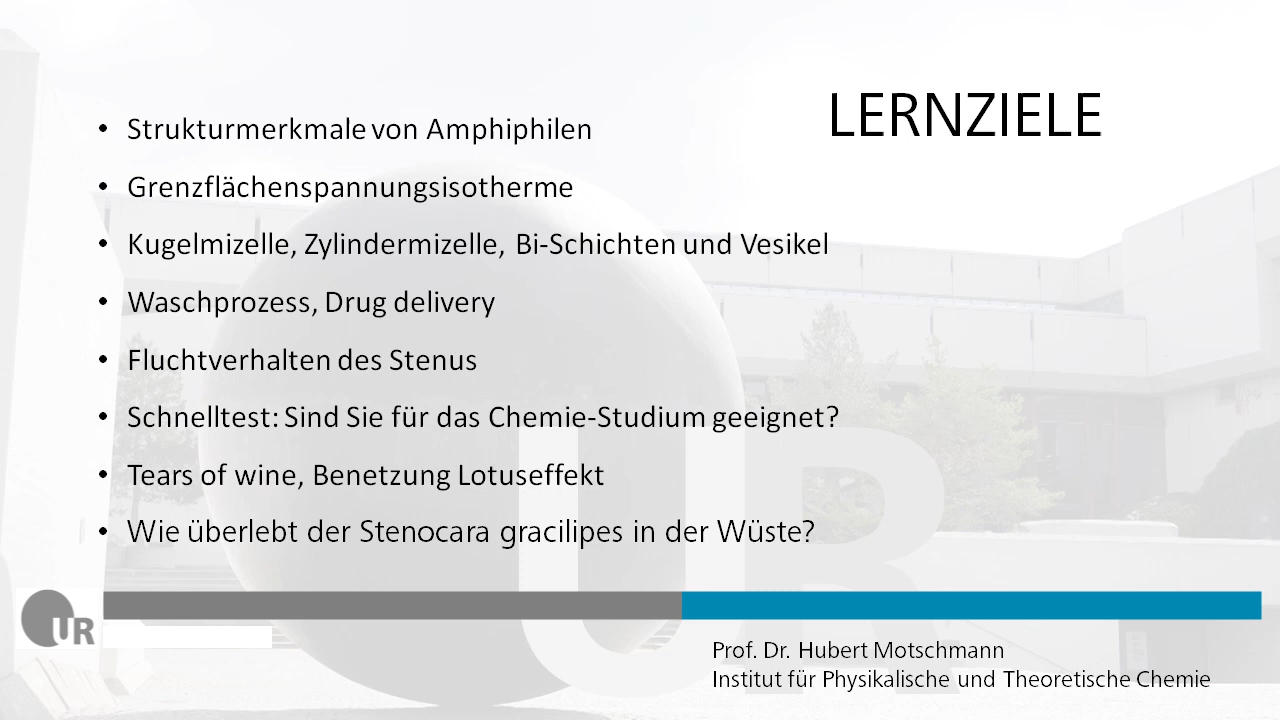 LERNZIELE
• Strukturmerkmale von Amphiphilen
• Grenzflächenspannungsisotherme
• Kugelmizelle, Zylindermizelle, Bi-Schichten und Vesikel
• Waschprozess, Drug delivery
• Fluchtverhalten des Stenus
• Schnelltest: Sind Sie für das Chemie-Studium geeignet?
• Tears of wine, Benetzung Lotuseffekt
• Wie überlebt der Stenocara gracilipes in der Wüste?
UR
UR
Prof. Dr. Hubert Motschmann
Institut für Physikalische und Theoretische Chemie